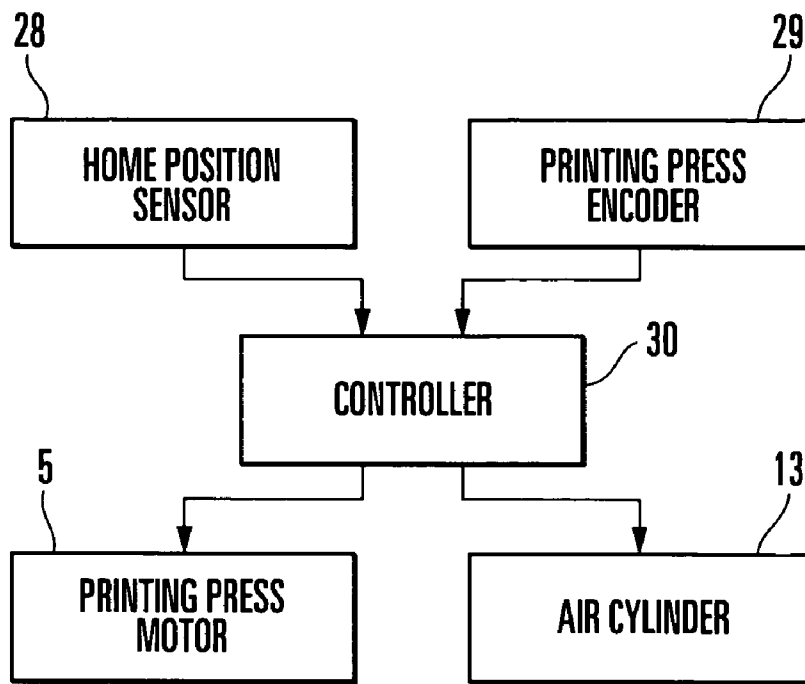 28
29
HOME POSITION
SENSOR
PRINTING PRESS
ENCODER
30
CONTROLLER
5
13
PRINTING PRESS
MOTOR
AIR CYLINDER